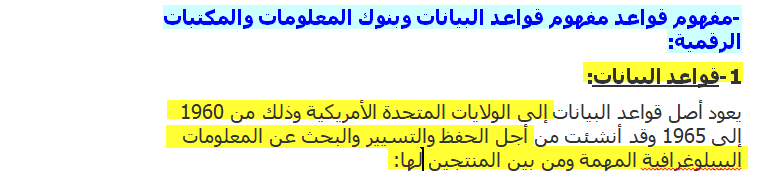 -مفهوم قواعد مفهوم قواعد البيانات وبنوك المعلومات والمكتبات
الرقمية:
1-قواعد البيانات:
يعود أصل قواعد البيانات إلى الولايات المتحدة الأمريكية وذلك من 1960
إلى 1965 وقد أنشئت من أجل الحفظ والتسيير والبحث عن المعلومات
الببيلوغرافية المهمة ومن بين المنتجين لها: